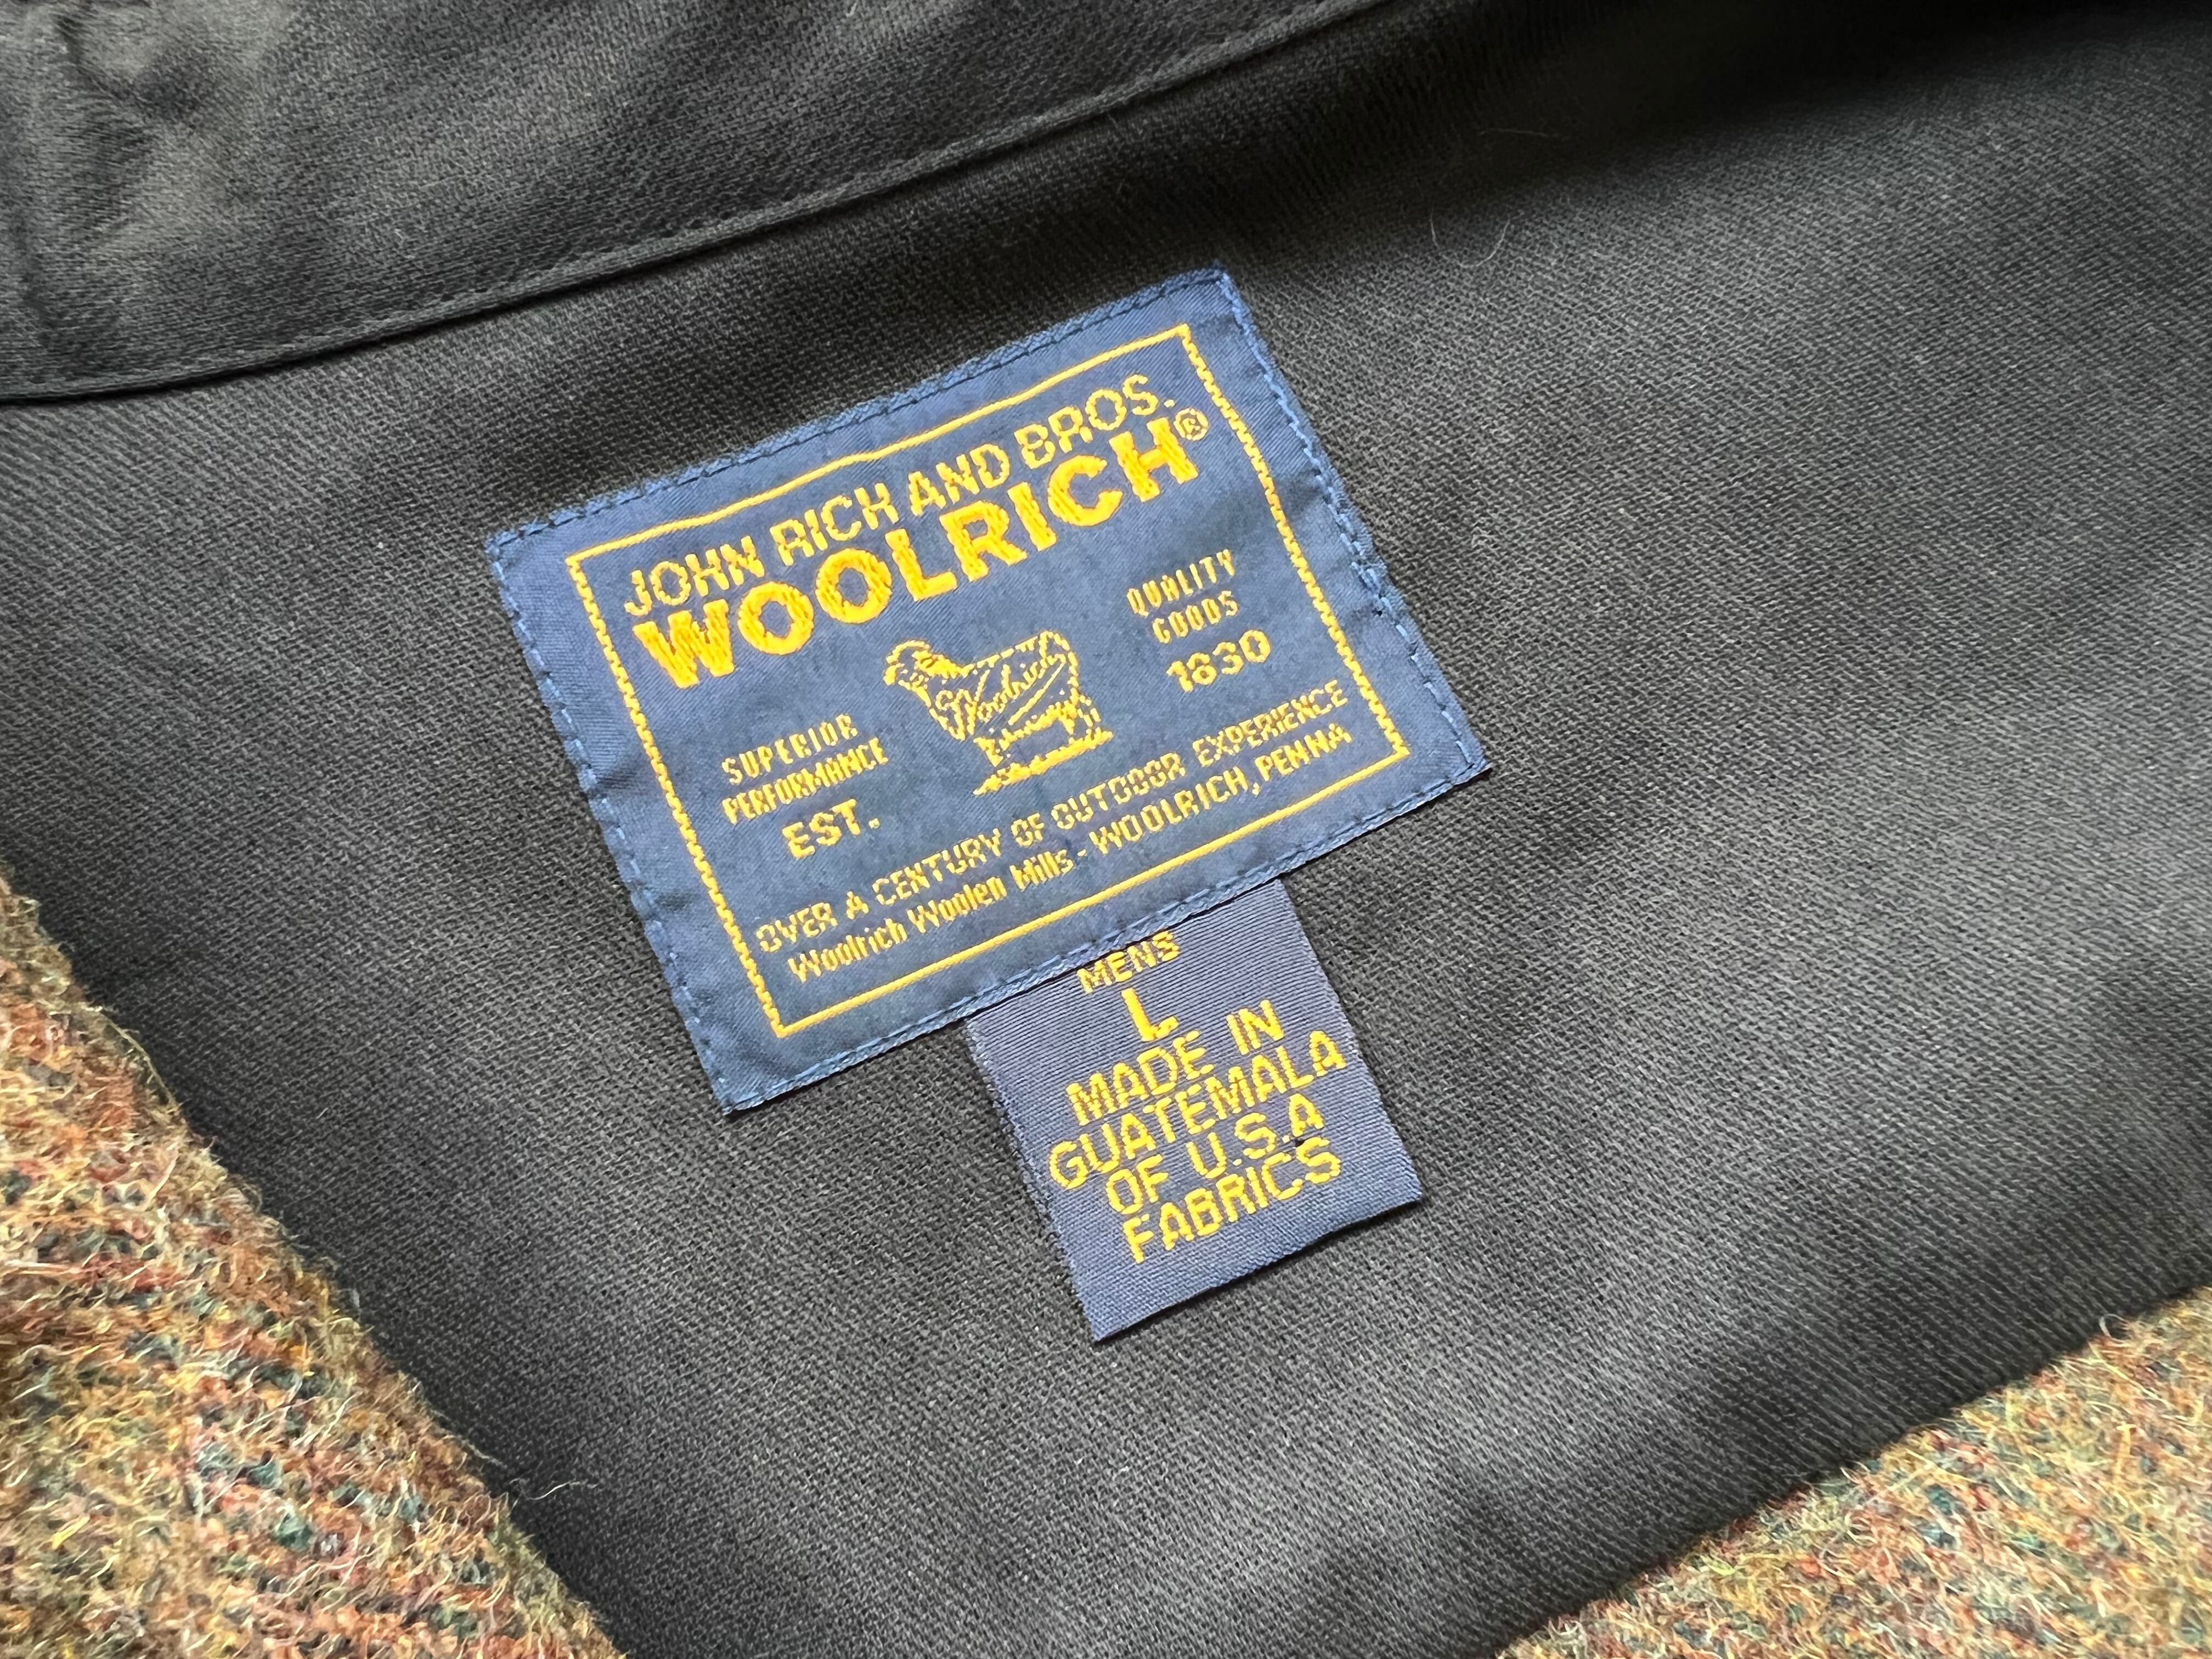 JOHN RICH AND BROS.
WOOLRICH®
Woolrich
SUPERIOR
PERFORMANCE
EST.
QUALITY
GOODS
1830
OVER A CENTURY OF OUTDOOR EXPERIENCE
Woolrich Woolen Mills - WOOLRICH, PENNA
MENS
L
MADE IN
GUATEMALA
OF U.S.A
FABRICS